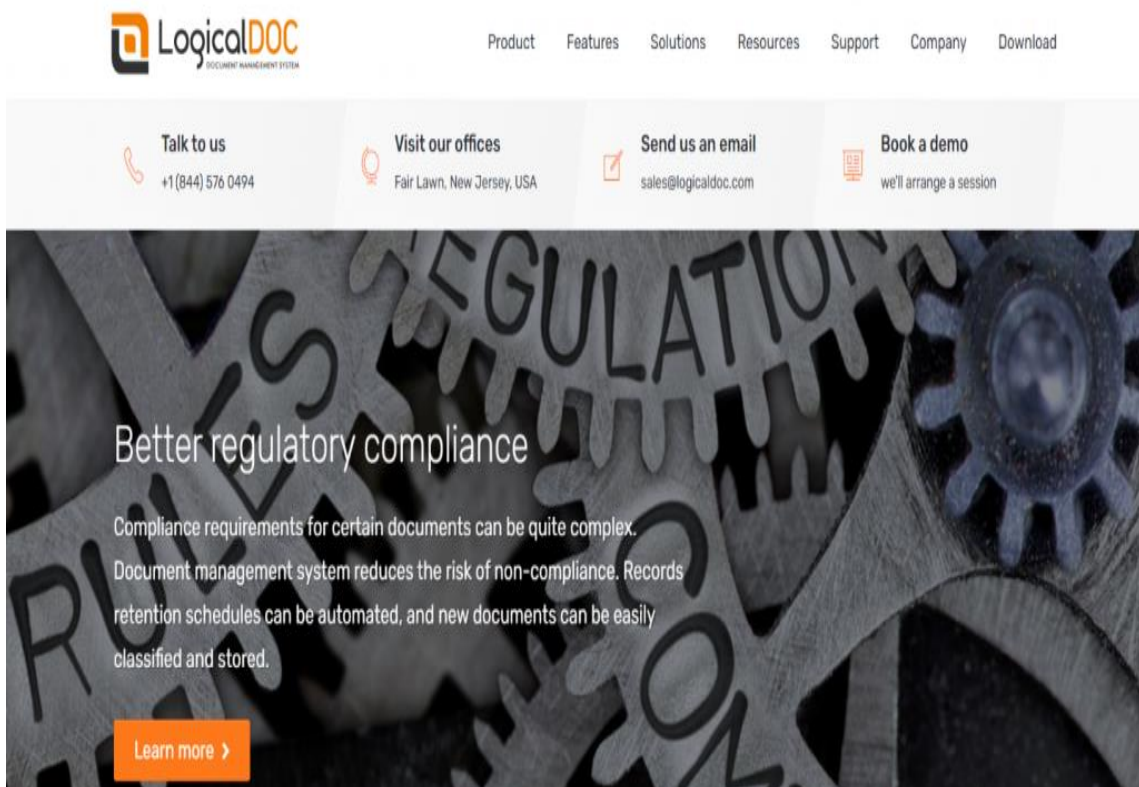 LogicalDOC
DOCUMENT MANAGEMENT SYSTEM
Product Features Solutions Resources Support Company Download
Talk to us
+1 (844) 576 0494
Visit our offices
Fair Lawn, New Jersey, USA
Send us an email
sales@logicaldoc.com
Book a demo
we'll arrange a session
EGULATION
RULES
COM
Better regulatory compliance
Compliance requirements for certain documents can be quite complex.
Document management system reduces the risk of non-compliance. Records
retention schedules can be automated, and new documents can be easily
classified and stored.
Learn more